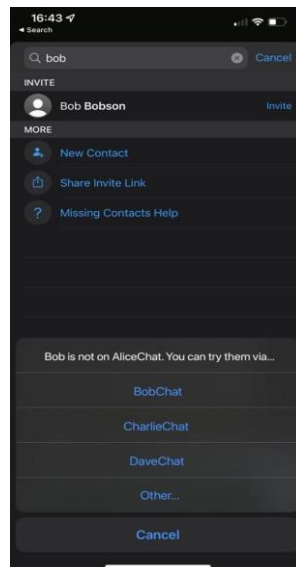 16:43
◂ Search
bob
Cancel
INVITE
Bob Bobson
Invite
MORE
New Contact
Share Invite Link
? Missing Contacts Help
Bob is not on AliceChat. You can try them via...
BobChat
CharlieChat
DaveChat
Other...
Cancel